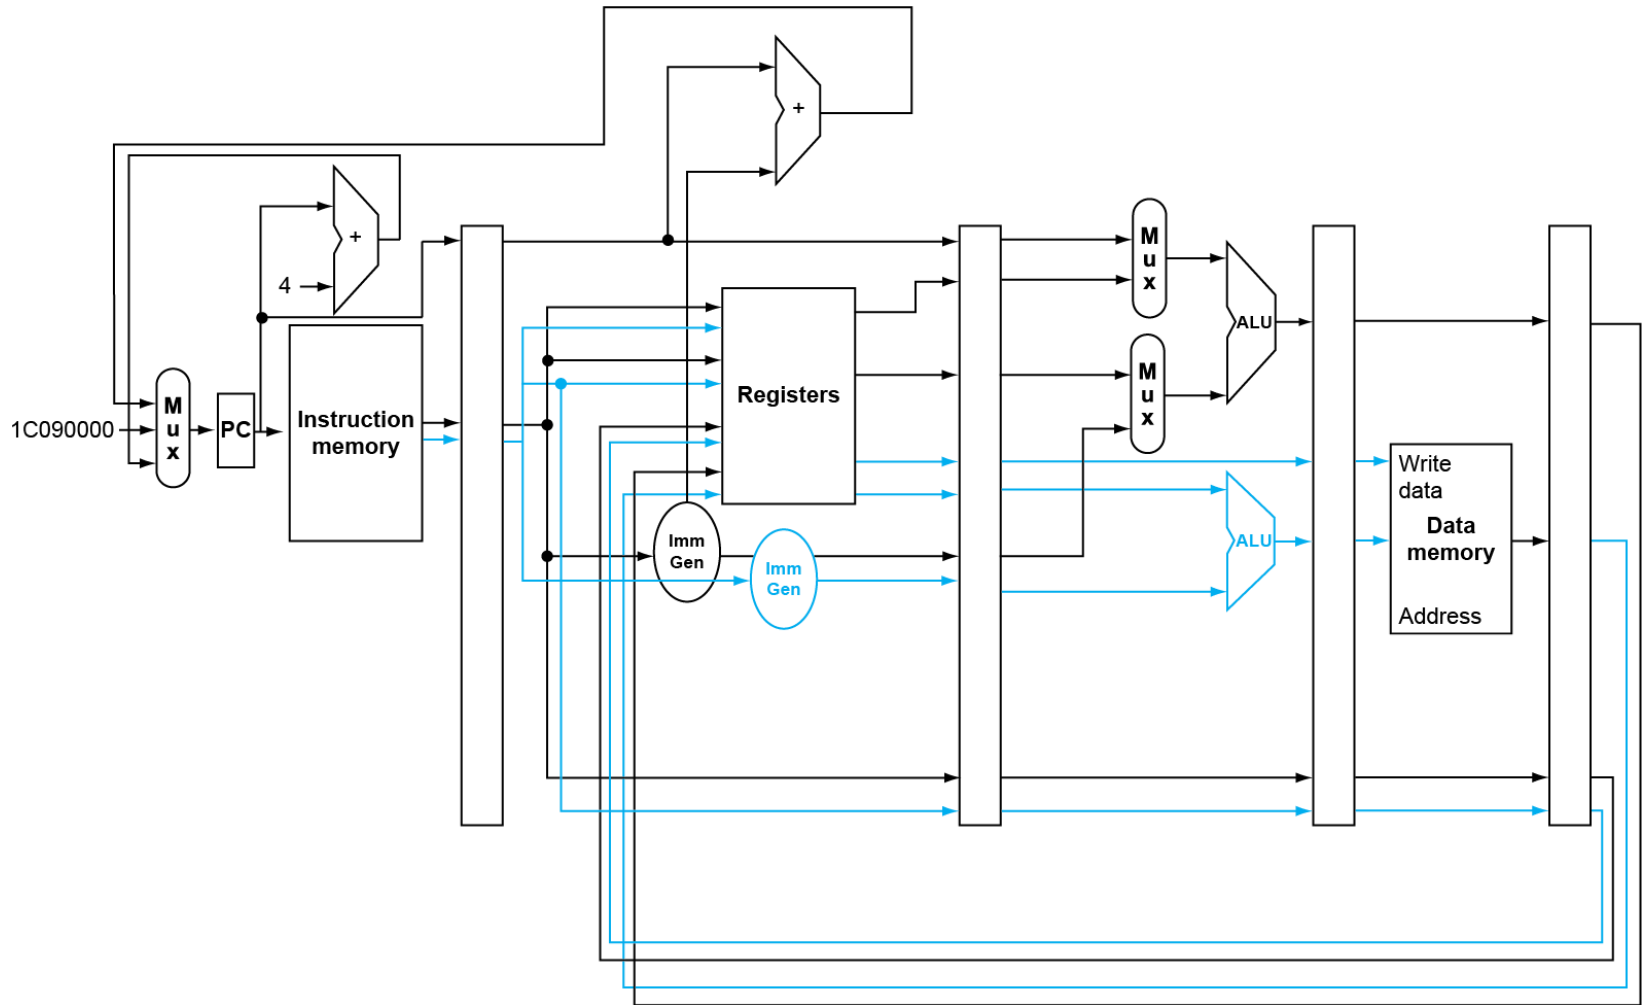 +
+
4
M
u
x
1C090000
PC
Instruction
memory
Registers
Imm
Gen
Imm
Gen
M
u
x
M
u
x
ALU
ALU
Write
data
Data
memory
Address